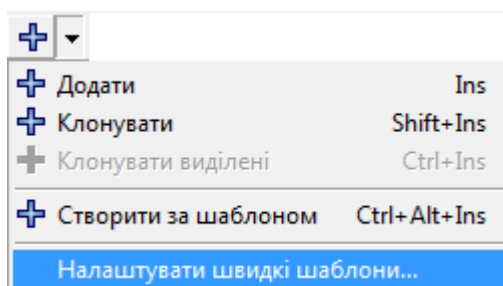 Додати Ins
Клонувати Shift+Ins
Клонувати виділені Ctrl+Ins
Створити за шаблоном Ctrl+Alt+Ins
Налаштувати швидкі шаблони...